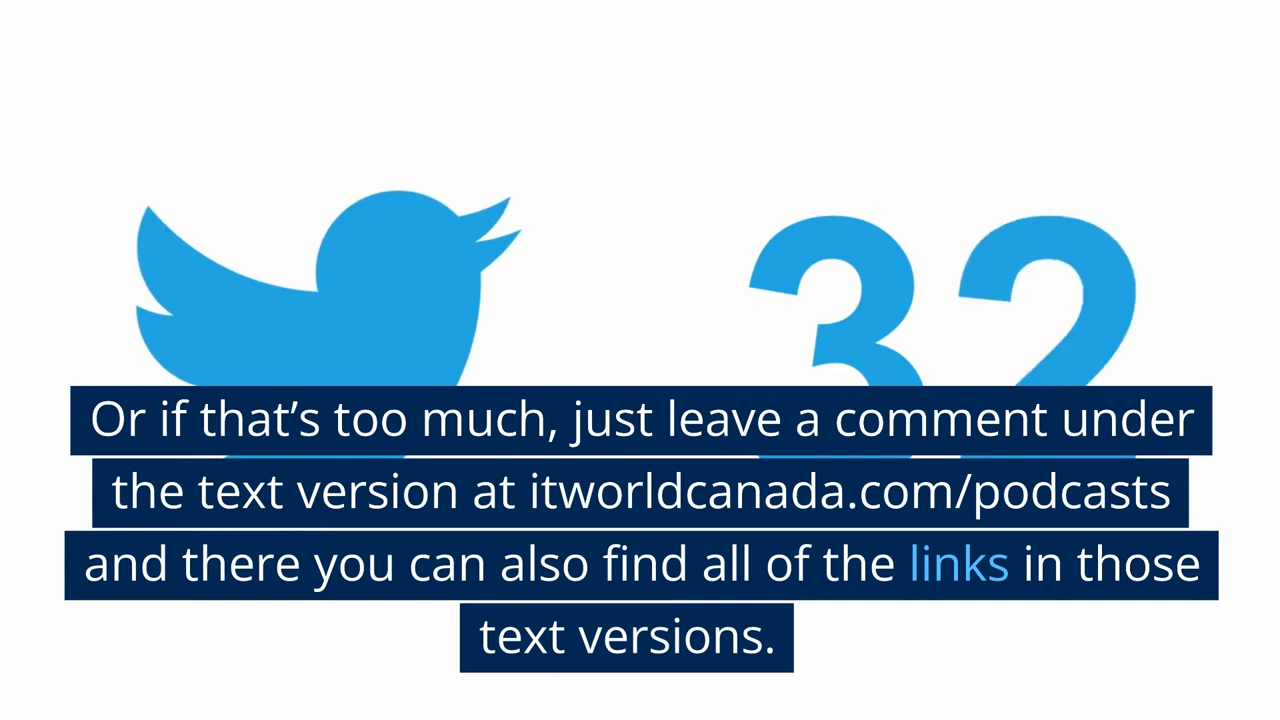 32
Or if that’s too much, just leave a comment under
the text version at itworldcanada.com/podcasts
and there you can also find all of the links in those
text versions.